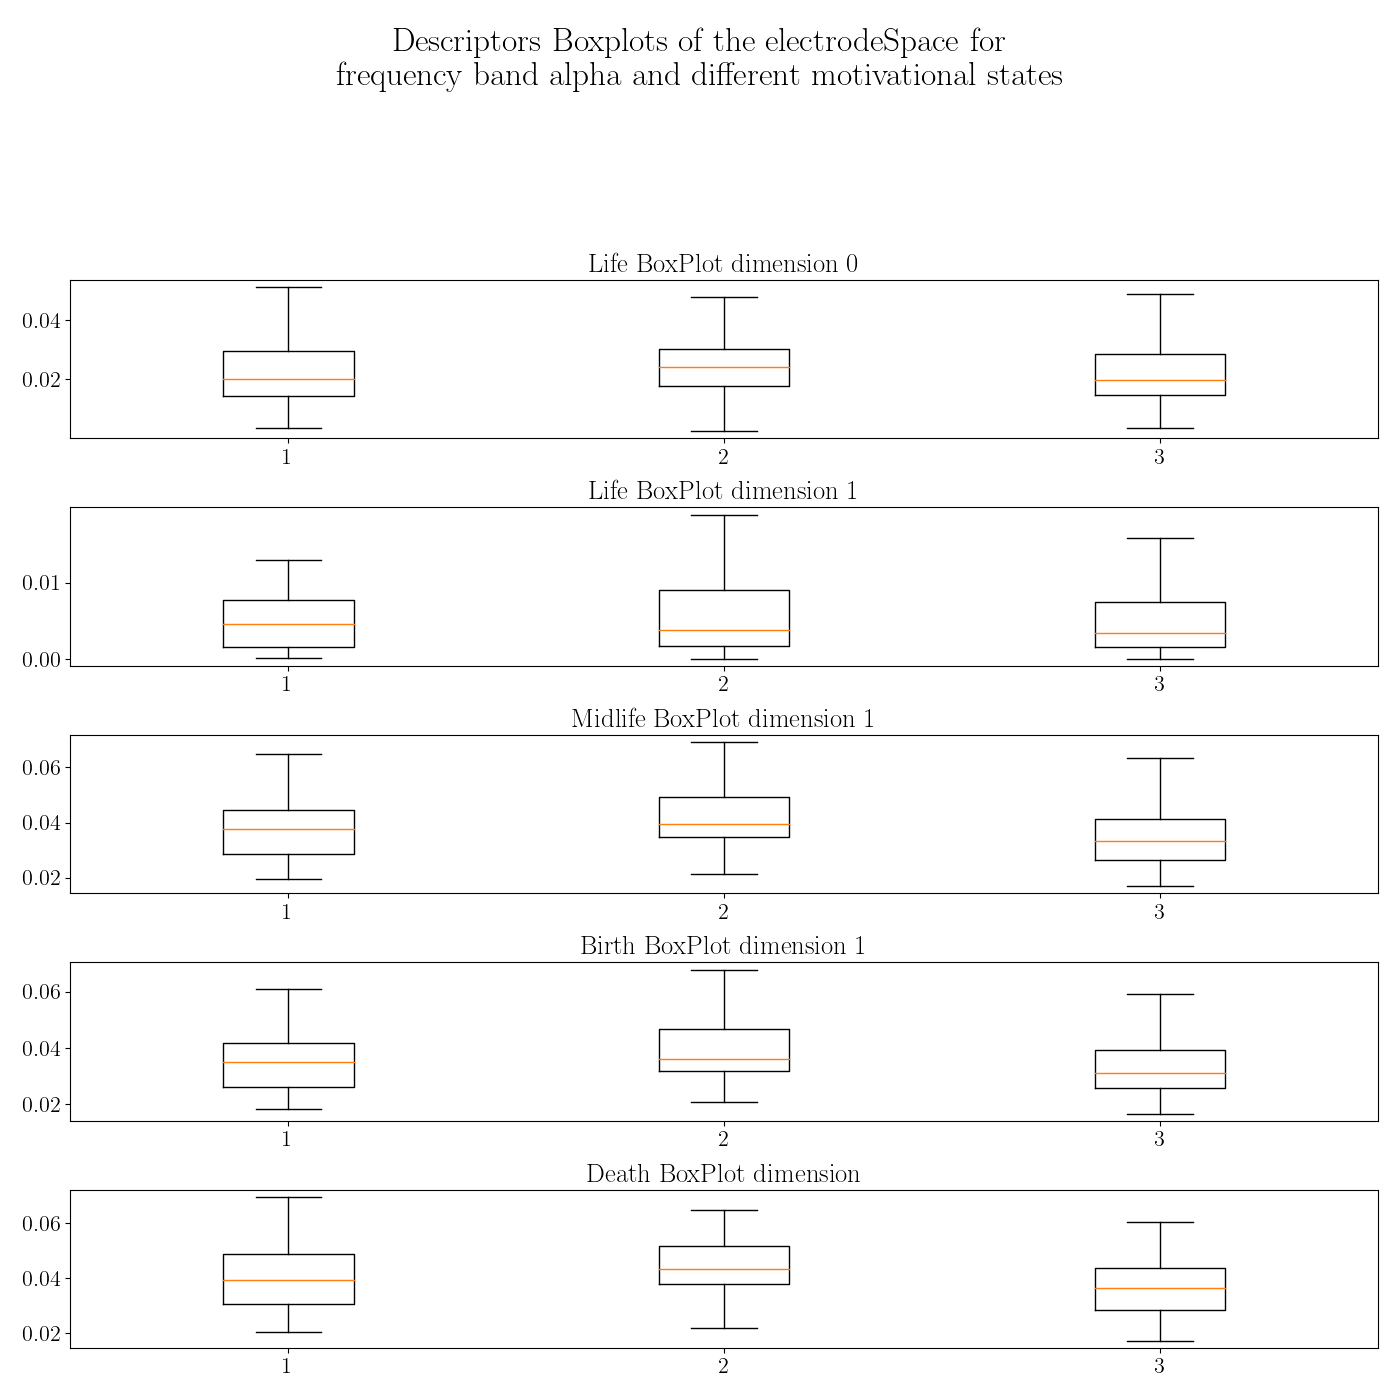 Descriptors Boxplots of the electrodeSpace for
frequency band alpha and different motivational states
Life BoxPlot dimension 0
0.04
0.02
1 2 3
Life BoxPlot dimension 1
0.01
0.00
1 2 3
Midlife BoxPlot dimension 1
0.06
0.04
0.02
1 2 3
Birth BoxPlot dimension 1
0.06
0.04
0.02
1 2 3
Death BoxPlot dimension
0.06
0.04
0.02
1 2 3